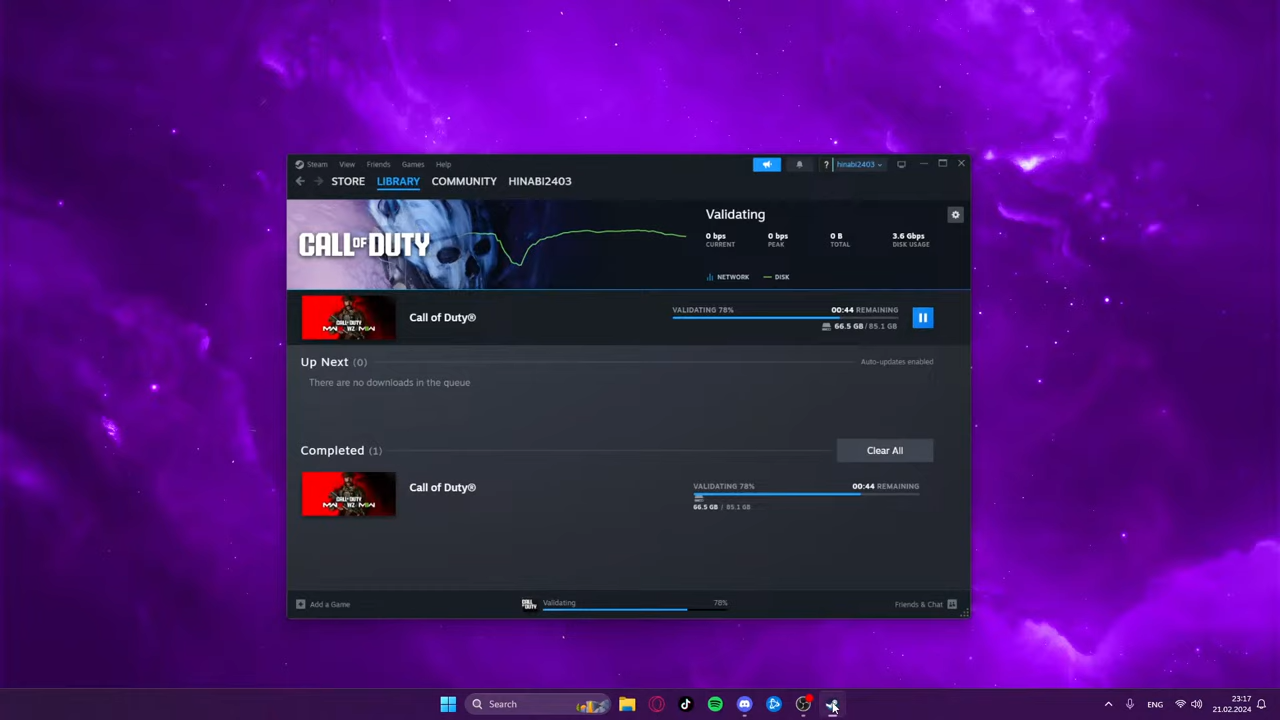 Steam View Friends Games Help
? hinabi2403
STORE LIBRARY COMMUNITY HINABI2403
CALL OF DUTY
Validating
0 bps 0 bps 0 B 3.6 Gbps
CURRENT PEAK TOTAL DISK USAGE
NETWORK DISK
Call of Duty®
VALIDATING 78% 00:44 REMAINING
66.5 GB / 85.1 GB
Up Next (0) Auto-updates enabled
There are no downloads in the queue
Completed (1) Clear All
Call of Duty®
VALIDATING 78% 00:44 REMAINING
66.5 GB / 85.1 GB
Add a Game
Validating 78%
Friends & Chat
Search
ENG
23:17
21.02.2024